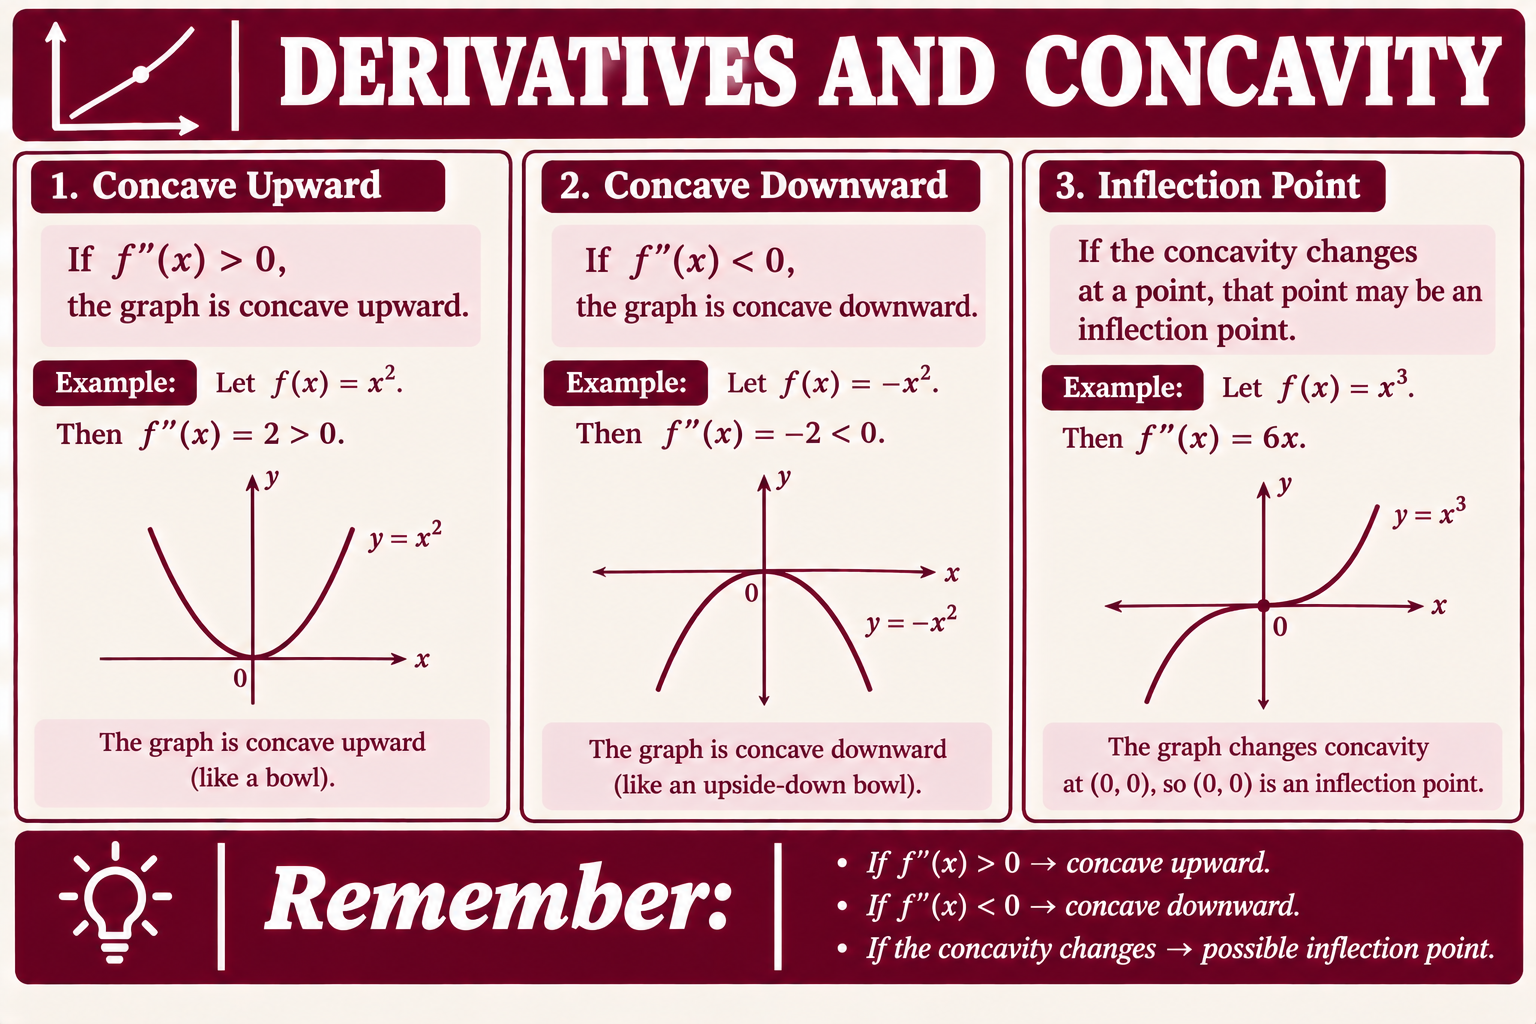 DERIVATIVES AND CONCAVITY
1. Concave Upward
If f″(x) > 0,
the graph is concave upward.
Example: Let f(x) = x².
Then f″(x) = 2 > 0.
y
y = x²
x
0
The graph is concave upward
(like a bowl).
2. Concave Downward
If f″(x) < 0,
the graph is concave downward.
Example: Let f(x) = −x².
Then f″(x) = −2 < 0.
y
x
0
y = −x²
The graph is concave downward
(like an upside-down bowl).
3. Inflection Point
If the concavity changes
at a point, that point may be an
inflection point.
Example: Let f(x) = x³.
Then f″(x) = 6x.
y
y = x³
x
0
The graph changes concavity
at (0, 0), so (0, 0) is an inflection point.
Remember:
• If f″(x) > 0 → concave upward.
• If f″(x) < 0 → concave downward.
• If the concavity changes → possible inflection point.